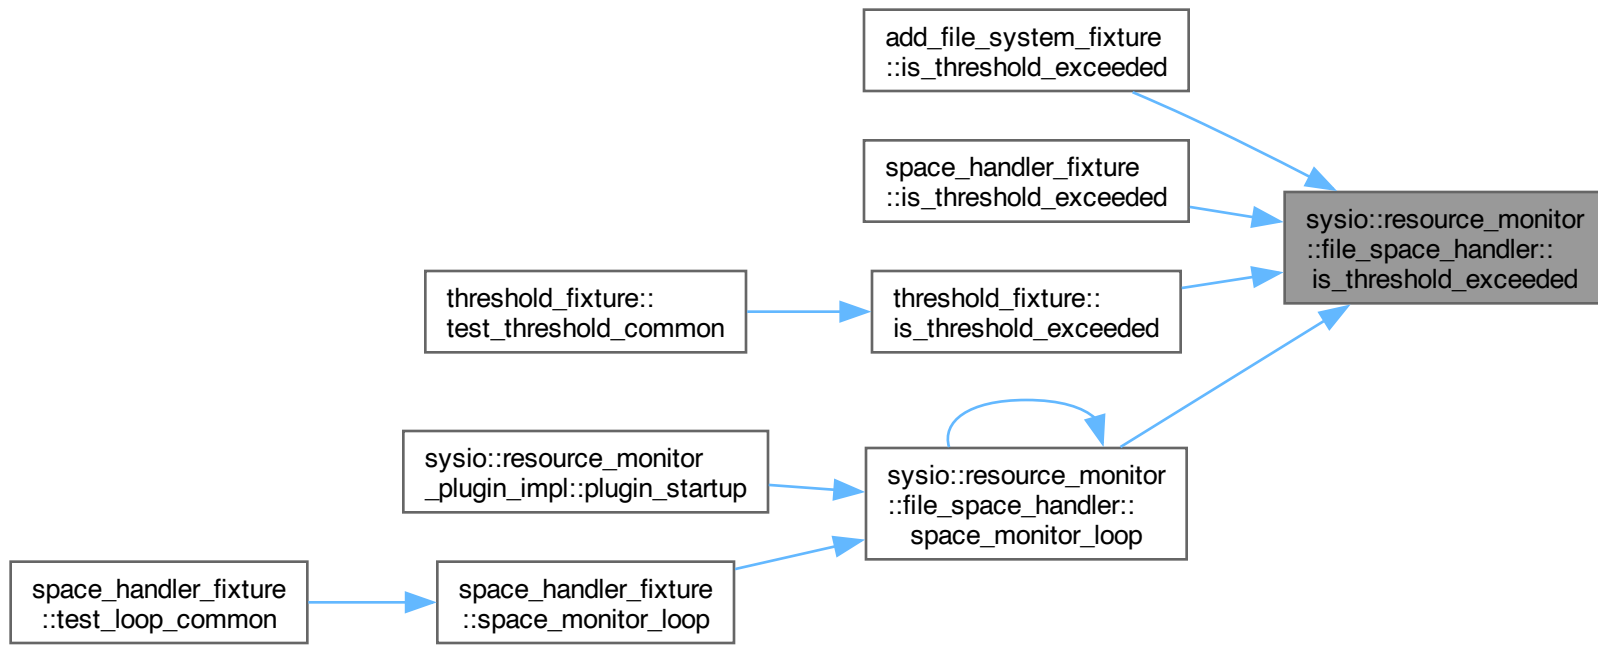 add_file_system_fixture
::is_threshold_exceeded
space_handler_fixture
::is_threshold_exceeded
sysio::resource_monitor
::file_space_handler::
is_threshold_exceeded
threshold_fixture::
test_threshold_common
threshold_fixture::
is_threshold_exceeded
sysio::resource_monitor
_plugin_impl::plugin_startup
sysio::resource_monitor
::file_space_handler::
space_monitor_loop
space_handler_fixture
::test_loop_common
space_handler_fixture
::space_monitor_loop